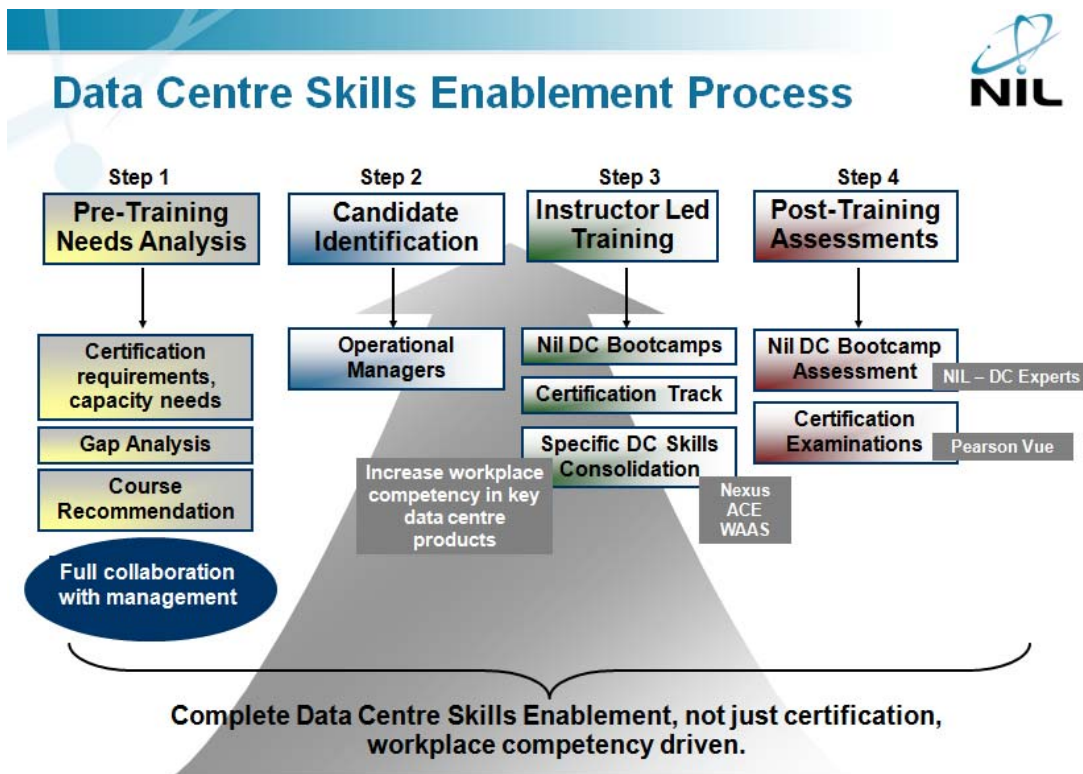 NIL
Data Centre Skills Enablement Process
Step 1
Pre-Training
Needs Analysis
Certification
requirements,
capacity needs
Gap Analysis
Course
Recommendation
Full collaboration
with management
Step 2
Candidate
Identification
Operational
Managers
Increase workplace
competency in key
data centre
products
Step 3
Instructor Led
Training
Nil DC Bootcamps
Certification Track
Specific DC Skills
Consolidation
Nexus
ACE
WAAS
Step 4
Post-Training
Assessments
Nil DC Bootcamp
Assessment
NIL – DC Experts
Certification
Examinations
Pearson Vue
Complete Data Centre Skills Enablement, not just certification,
workplace competency driven.